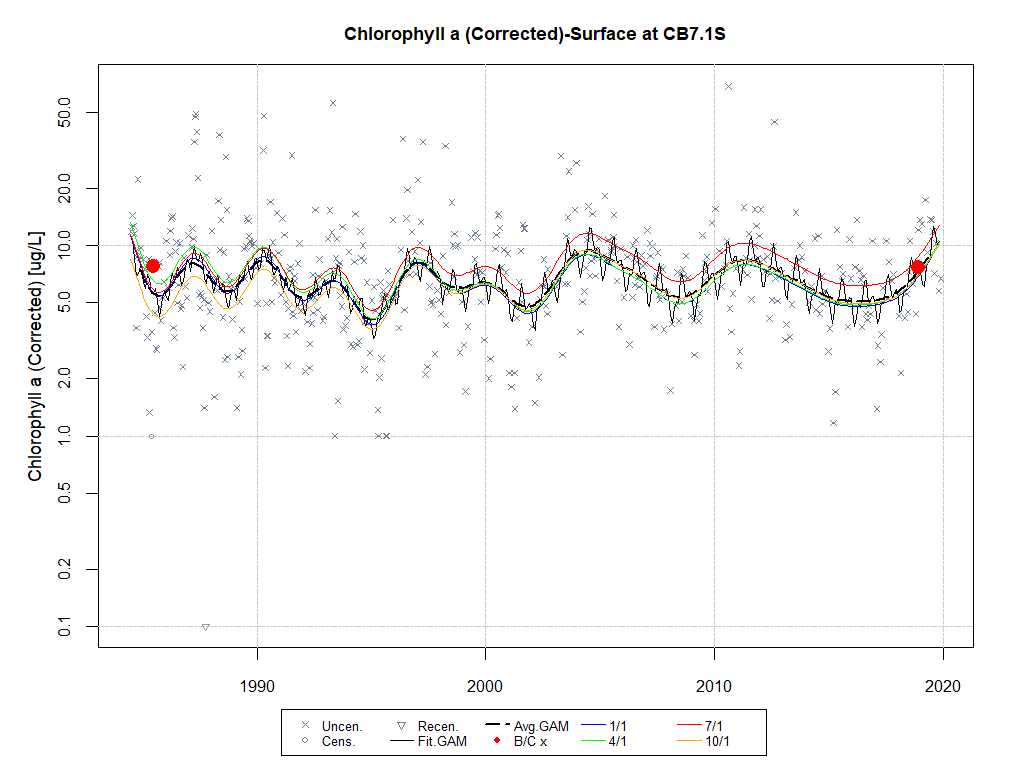 Chlorophyll a (Corrected)-Surface at CB7.1S
Chlorophyll a (Corrected) [ug/L]
50.0
20.0
10.0
5.0
2.0
1.0
0.5
0.2
0.1
1990 2000 2010 2020
Uncen. Recen. Avg.GAM 1/1 7/1
Cens. Fit.GAM B/C x 4/1 10/1